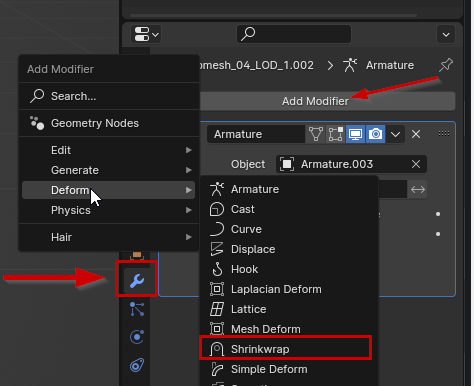 omesh_04_LOD_1.002 > Armature
Add Modifier
Add Modifier
Search...
Geometry Nodes
Edit
Generate
Deform
Physics
Hair
Armature
Object
Armature.003
Armature
Cast
Curve
Displace
Hook
Laplacian Deform
Lattice
Mesh Deform
Shrinkwrap
Simple Deform